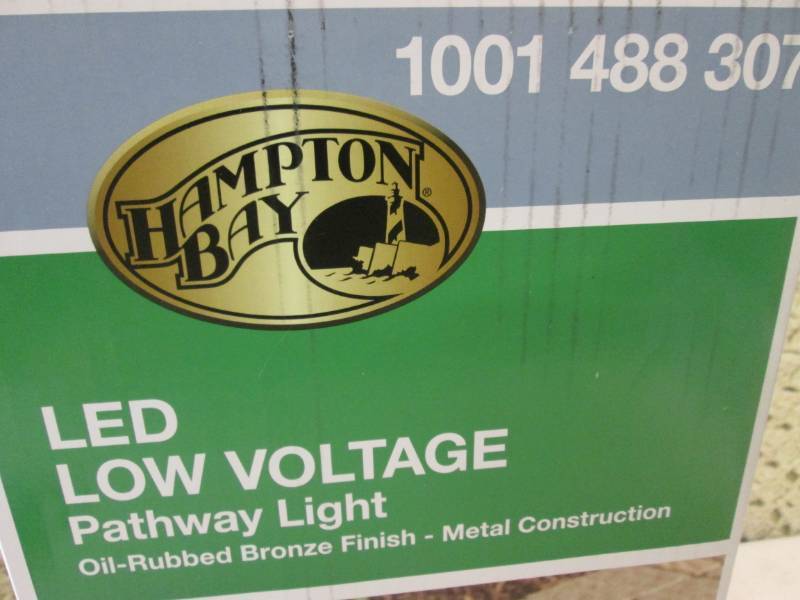 1001 488 307
HAMPTON
BAY
®
LED
LOW VOLTAGE
Pathway Light
Oil-Rubbed Bronze Finish - Metal Construction